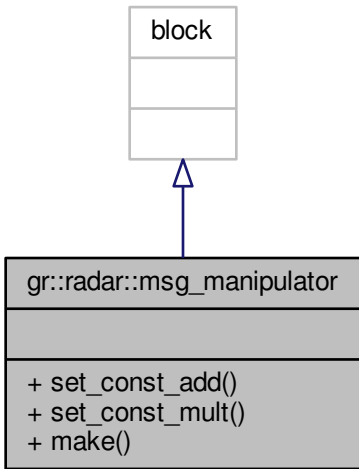 block
gr::radar::msg_manipulator
+ set_const_add()
+ set_const_mult()
+ make()